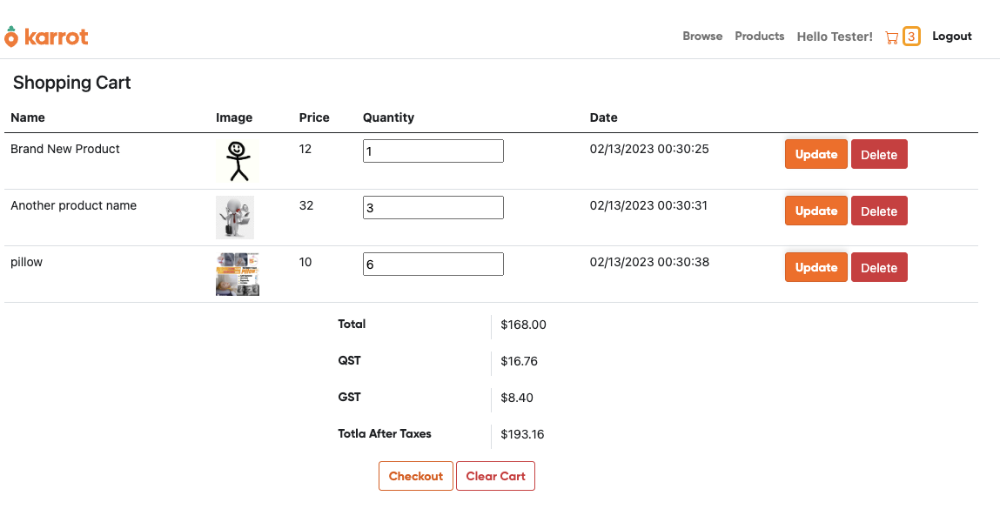 karrot
Browse Products Hello Tester! 3 Logout
Shopping Cart
Name Image Price Quantity Date
Brand New Product 12 1 02/13/2023 00:30:25 Update Delete
Another product name 32 3 02/13/2023 00:30:31 Update Delete
pillow 10 6 02/13/2023 00:30:38 Update Delete
Total $168.00
QST $16.76
GST $8.40
Totla After Taxes $193.16
Checkout Clear Cart